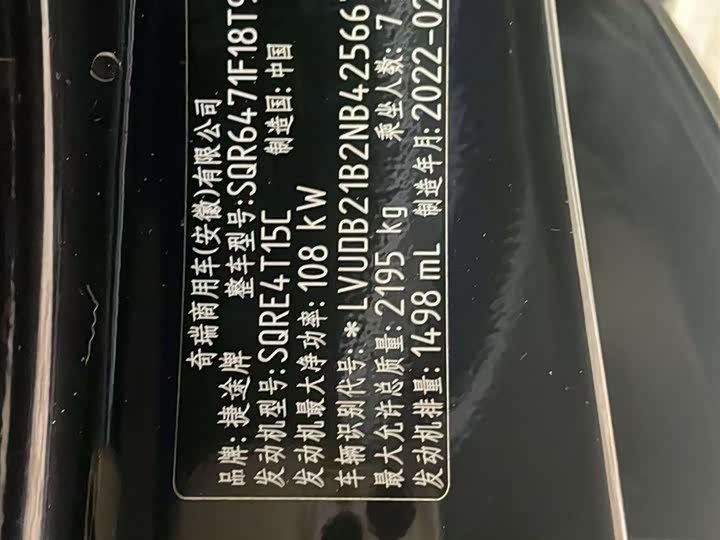 奇瑞商用车(安徽)有限公司
品牌:捷途牌 整车型号:SQR6471F18T9
发动机型号:SQRE4T15C 制造国:中国
发动机最大净功率:108 kW
车辆识别代号:*LVUDB21B2NB425667
最大允许总质量:2195 kg 乘坐人数:7
发动机排量:1498 mL 制造年月:2022-02